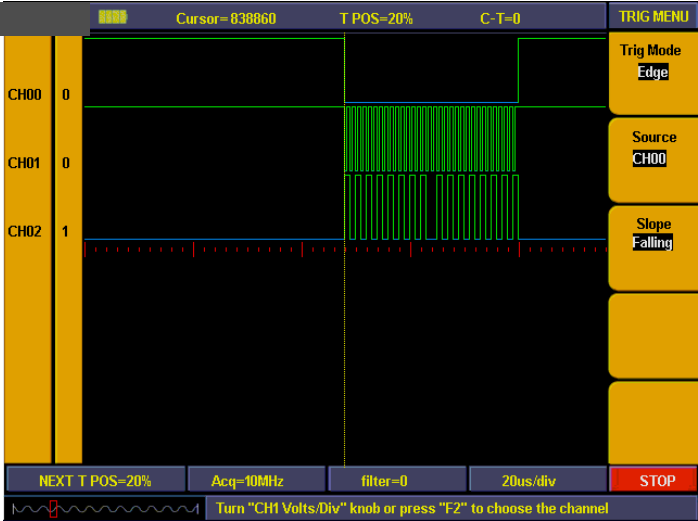 Cursor=838860 T POS=20% C-T=0 TRIG MENU
Trig Mode
Edge
CH00 0
Source
CH01 0 CH00
Slope
CH02 1 Falling
NEXT T POS=20% Acq=10MHz filter=0 20us/div STOP
Turn "CH1 Volts/Div" knob or press "F2" to choose the channel